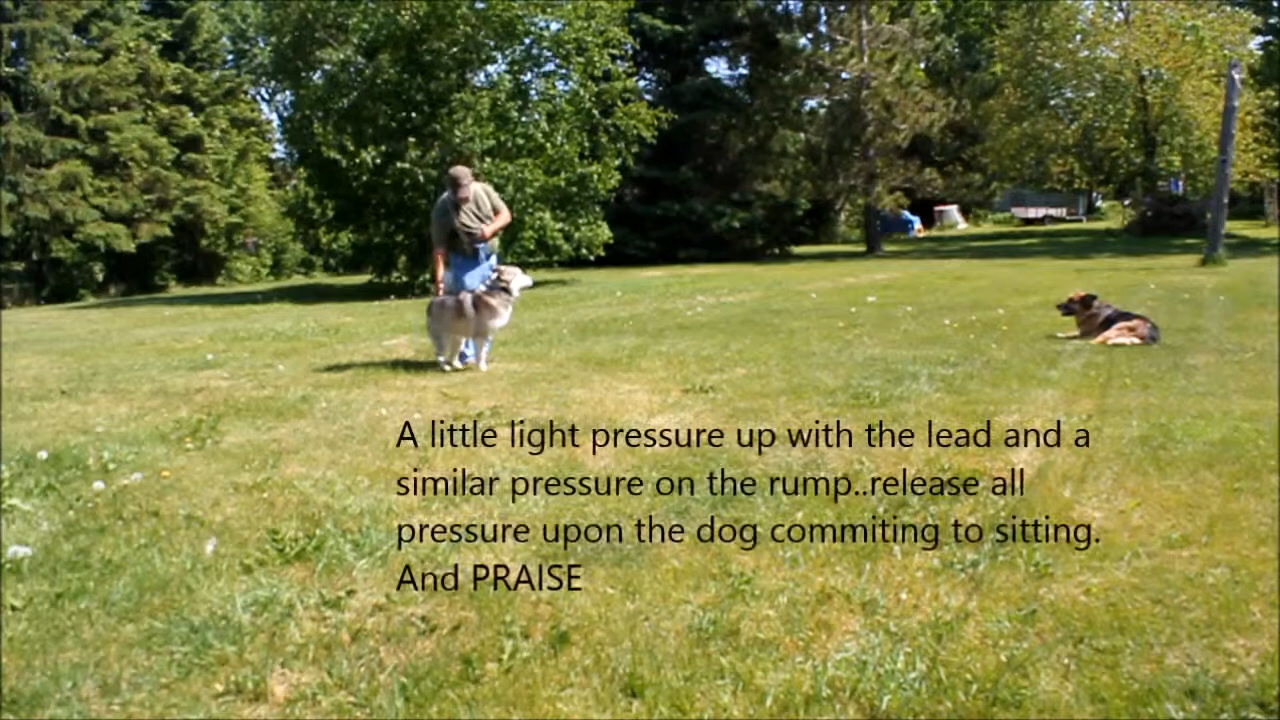 A little light pressure up with the lead and a
similar pressure on the rump..release all
pressure upon the dog commiting to sitting.
And PRAISE